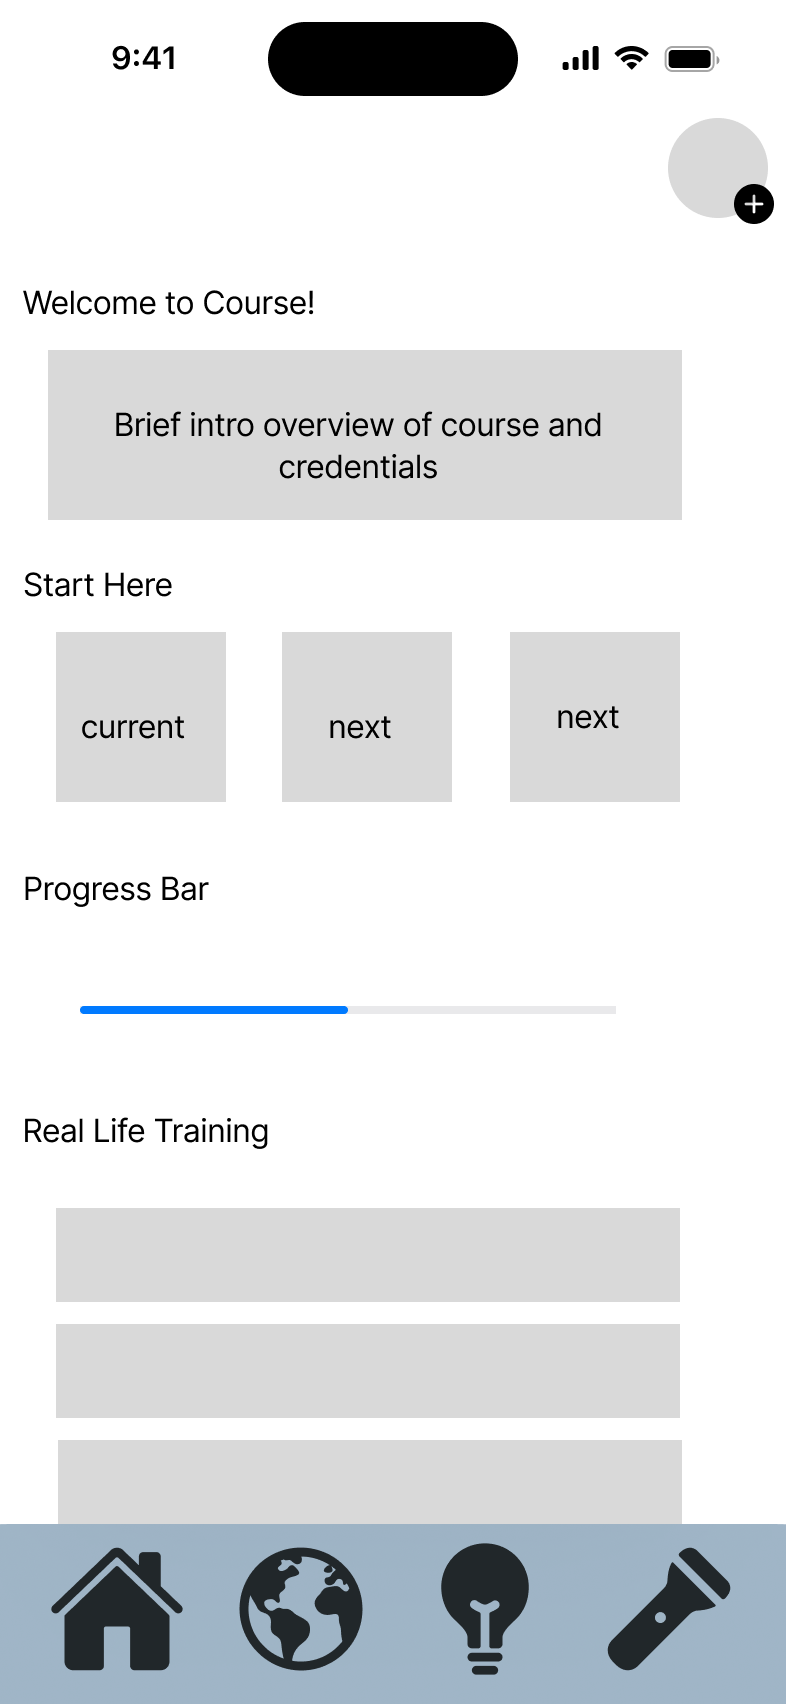 9:41
Welcome to Course!
Brief intro overview of course and
credentials
Start Here
current next next
Progress Bar
Real Life Training